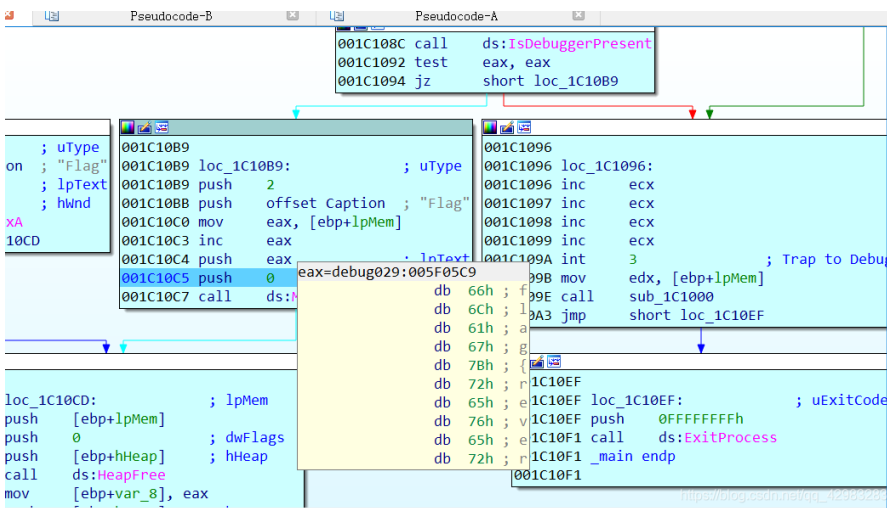 Pseudocode-B
Pseudocode-A
001C108C call ds:IsDebuggerPresent
001C1092 test eax, eax
001C1094 jz short loc_1C10B9
; uType
on ; "Flag"
; lpText
; hWnd
xA
10CD
001C10B9
001C10B9 loc_1C10B9: ; uType
001C10B9 push 2
001C10BB push offset Caption ; "Flag"
001C10C0 mov eax, [ebp+lpMem]
001C10C3 inc eax
001C10C4 push eax ; lpText
001C10C5 push 0
001C10C7 call ds:M
001C1096
001C1096 loc_1C1096:
001C1096 inc ecx
001C1097 inc ecx
001C1098 inc ecx
001C1099 inc ecx
001C109A int 3 ; Trap to Debug
09B mov edx, [ebp+lpMem]
09E call sub_1C1000
0A3 jmp short loc_1C10EF
eax=debug029:005F05C9
db 66h ; f
db 6Ch ; l
db 61h ; a
db 67h ; g
db 7Bh ; {
db 72h ; r
db 65h ; e
db 76h ; v
db 65h ; e
db 72h ; r
loc_1C10CD: ; lpMem
push [ebp+lpMem]
push 0 ; dwFlags
push [ebp+hHeap] ; hHeap
call ds:HeapFree
mov [ebp+var_8], eax
1C10EF
1C10EF loc_1C10EF: ; uExitCode
1C10EF push 0FFFFFFFFh
1C10F1 call ds:ExitProcess
1C10F1 _main endp
001C10F1